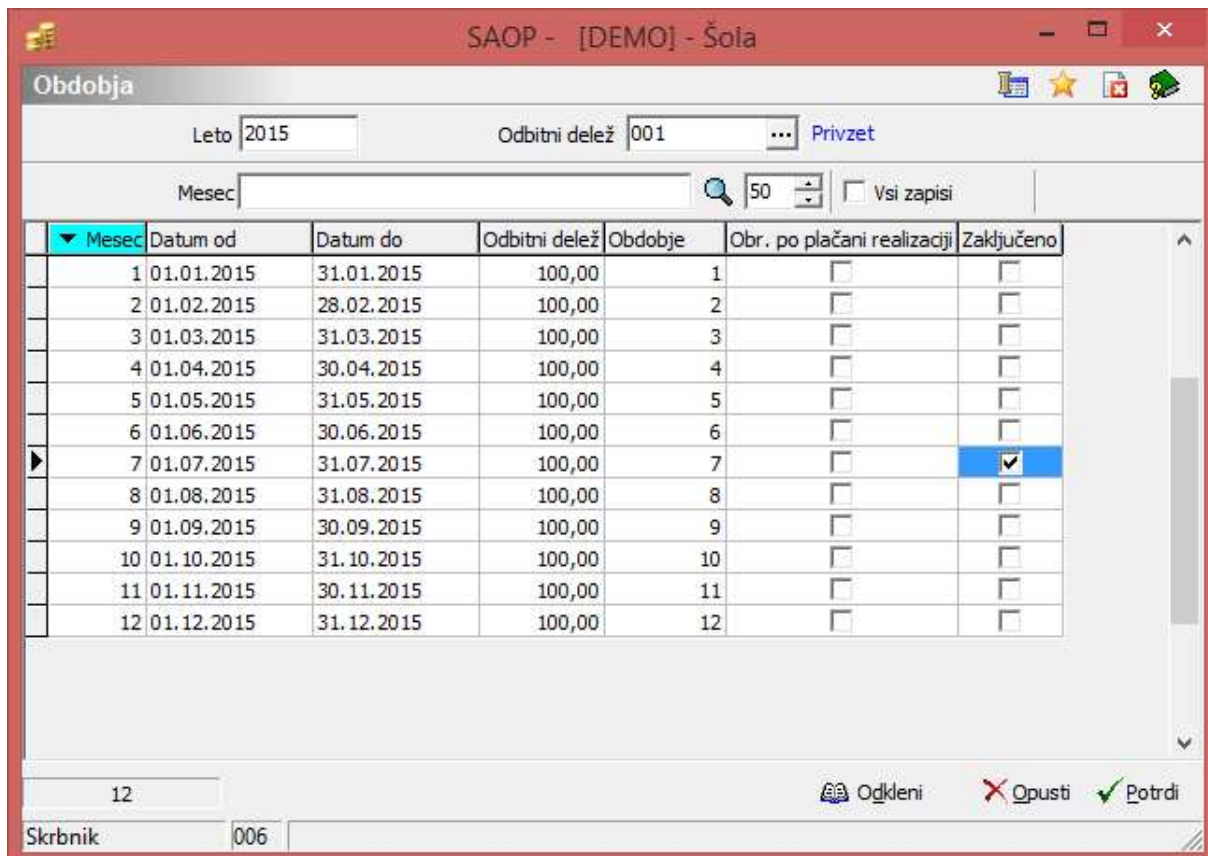 SAOP - [DEMO] - Šola
Obdobja
Leto 2015 Odbitni delež 001 ... Privzet
Mesec 50 Vsi zapisi
Mesec Datum od Datum do Odbitni delež Obdobje Obr. po plačani realizaciji Zaključeno
1 01.01.2015 31.01.2015 100,00 1
2 01.02.2015 28.02.2015 100,00 2
3 01.03.2015 31.03.2015 100,00 3
4 01.04.2015 30.04.2015 100,00 4
5 01.05.2015 31.05.2015 100,00 5
6 01.06.2015 30.06.2015 100,00 6
7 01.07.2015 31.07.2015 100,00 7
8 01.08.2015 31.08.2015 100,00 8
9 01.09.2015 30.09.2015 100,00 9
10 01.10.2015 31.10.2015 100,00 10
11 01.11.2015 30.11.2015 100,00 11
12 01.12.2015 31.12.2015 100,00 12
12 Odkleni Opusti Potrdi
Skrbnik 006